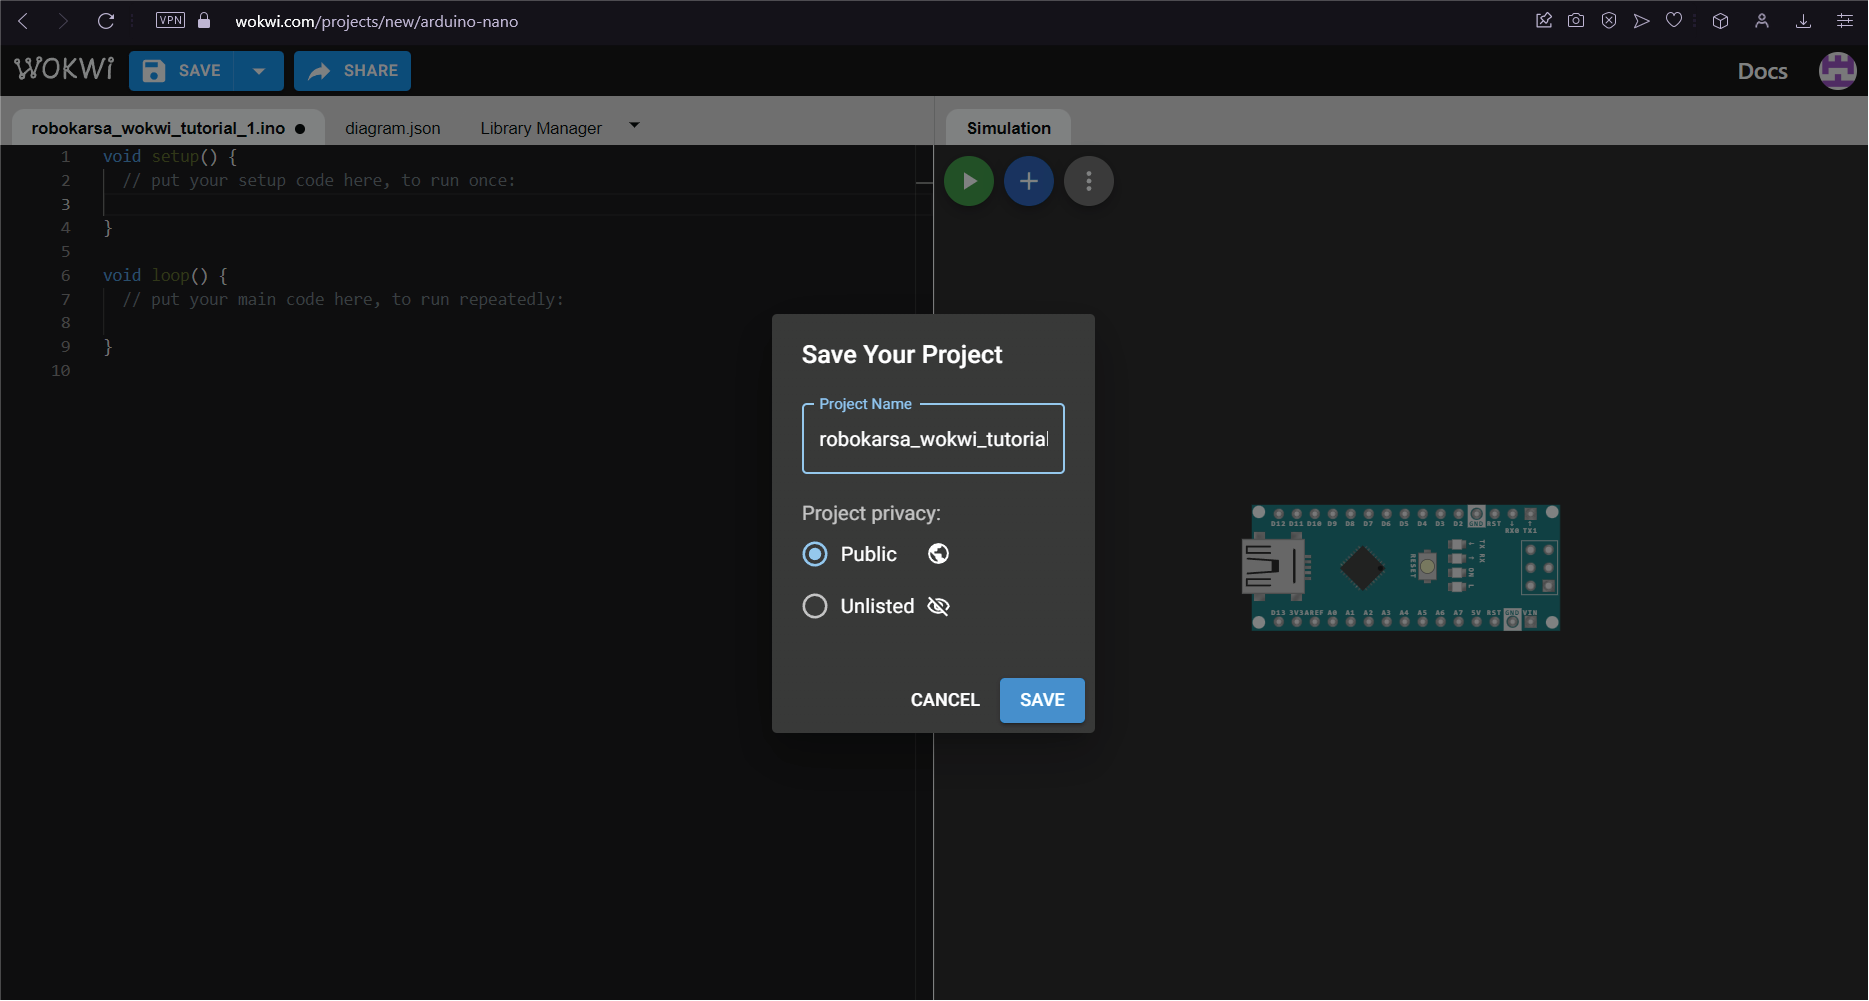 VPN
wokwi.com/projects/new/arduino-nano
WOKWi
SAVE
SHARE
Docs
robokarsa_wokwi_tutorial_1.ino
diagram.json
Library Manager
Simulation
1 void setup() {
2 // put your setup code here, to run once:
3
4 }
5
6 void loop() {
7 // put your main code here, to run repeatedly:
8
9 }
10
Save Your Project
Project Name
robokarsa_wokwi_tutorial
Project privacy:
Public
Unlisted
CANCEL
SAVE
D12 D11 D10 D9 D8 D7 D6 D5 D4 D3 D2 GND RST
RX0 TX1
RESET
TX RX ON L
D13 3V3 AREF A0 A1 A2 A3 A4 A5 A6 A7 5V RST GND VIN